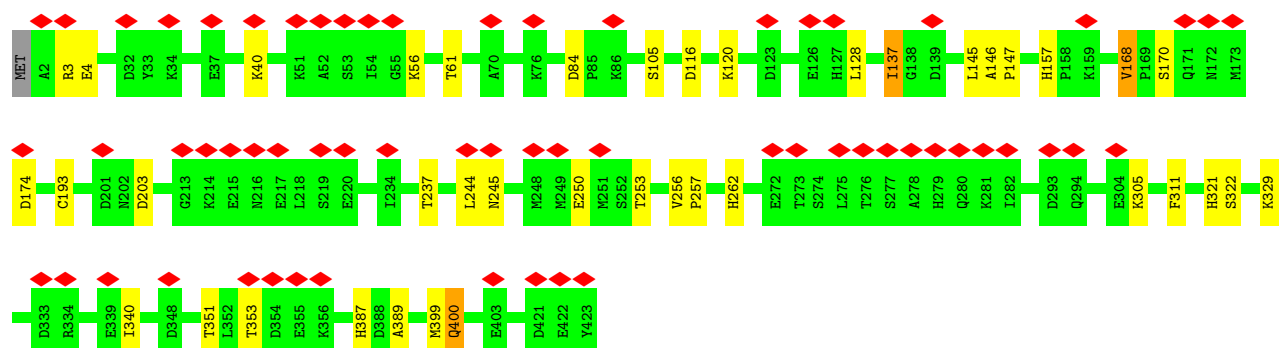 MET A2 R3 E4 D32 Y33 K34 E37 K40 K51 A52 S53 I54 G55 K56 T61 A70 K76 D84 P85 K86 S105 D116 K120 D123 E126 H127 L128 I137 G138 D139 L145 A146 P147 H157 P158 K159 V168 P169 S170 Q171 N172 M173
D174 C193 D201 N202 D203 G213 K214 E215 N216 E217 L218 S219 E220 I234 T237 L244 N245 M248 M249 E250 M251 S252 T253 V256 P257 H262 E272 T273 S274 L275 T276 S277 A278 H279 Q280 K281 I282 D293 Q294 E304 K305 F311 H321 S322 K329
D333 R334 E339 I340 D348 T351 L352 T353 D354 E355 K356 H387 D388 A389 M399 Q400 E403 D421 E422 Y423